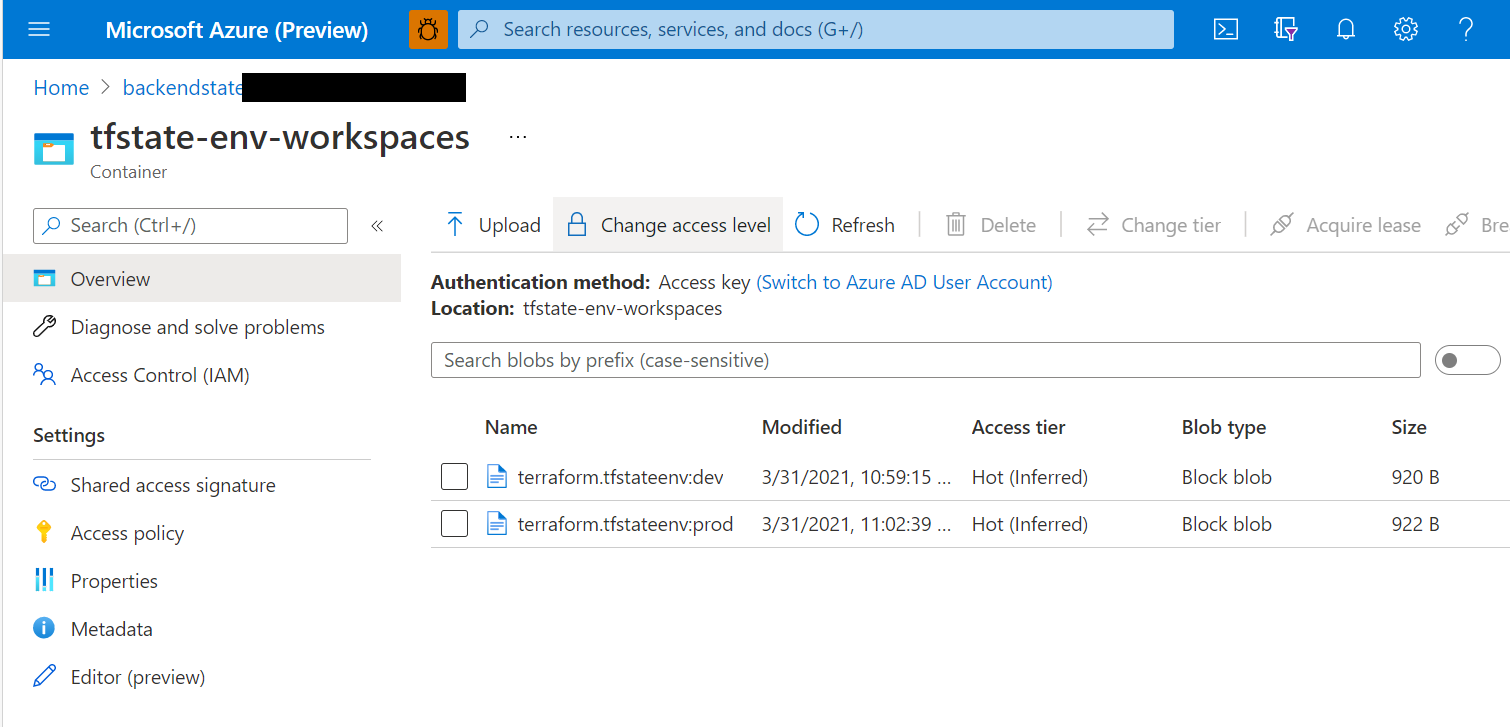 Microsoft Azure (Preview)
Search resources, services, and docs (G+/)
Home > backendstate
tfstate-env-workspaces ...
Container
Search (Ctrl+/) «
Upload Change access level Refresh Delete Change tier Acquire lease Bre
Overview
Diagnose and solve problems
Access Control (IAM)
Settings
Shared access signature
Access policy
Properties
Metadata
Editor (preview)
Authentication method: Access key (Switch to Azure AD User Account)
Location: tfstate-env-workspaces
Search blobs by prefix (case-sensitive)
Name Modified Access tier Blob type Size
terraform.tfstateenv:dev 3/31/2021, 10:59:15 ... Hot (Inferred) Block blob 920 B
terraform.tfstateenv:prod 3/31/2021, 11:02:39 ... Hot (Inferred) Block blob 922 B